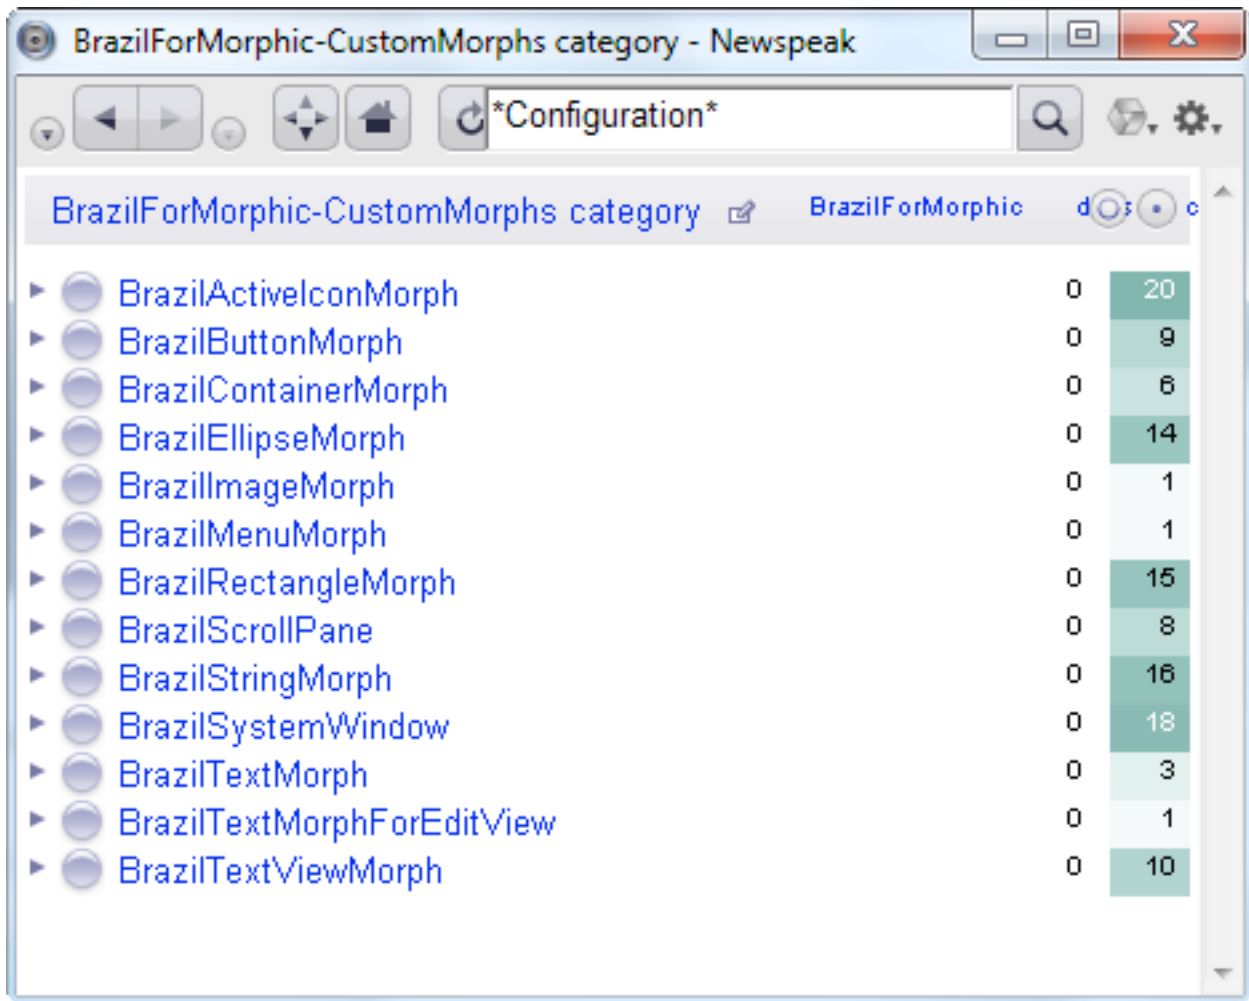 BrazilForMorphic-CustomMorphs category - Newspeak
*Configuration*
BrazilForMorphic-CustomMorphs category BrazilForMorphic
BrazilActiveIconMorph 0 20
BrazilButtonMorph 0 9
BrazilContainerMorph 0 6
BrazilEllipseMorph 0 14
BrazilImageMorph 0 1
BrazilMenuMorph 0 1
BrazilRectangleMorph 0 15
BrazilScrollPane 0 8
BrazilStringMorph 0 16
BrazilSystemWindow 0 18
BrazilTextMorph 0 3
BrazilTextMorphForEditView 0 1
BrazilTextViewMorph 0 10